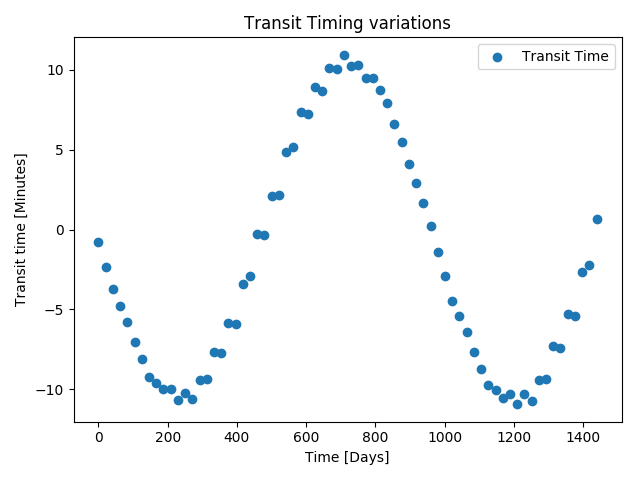 Transit Timing variations
Transit Time
Transit time [Minutes]
10
5
0
−5
−10
0 200 400 600 800 1000 1200 1400
Time [Days]